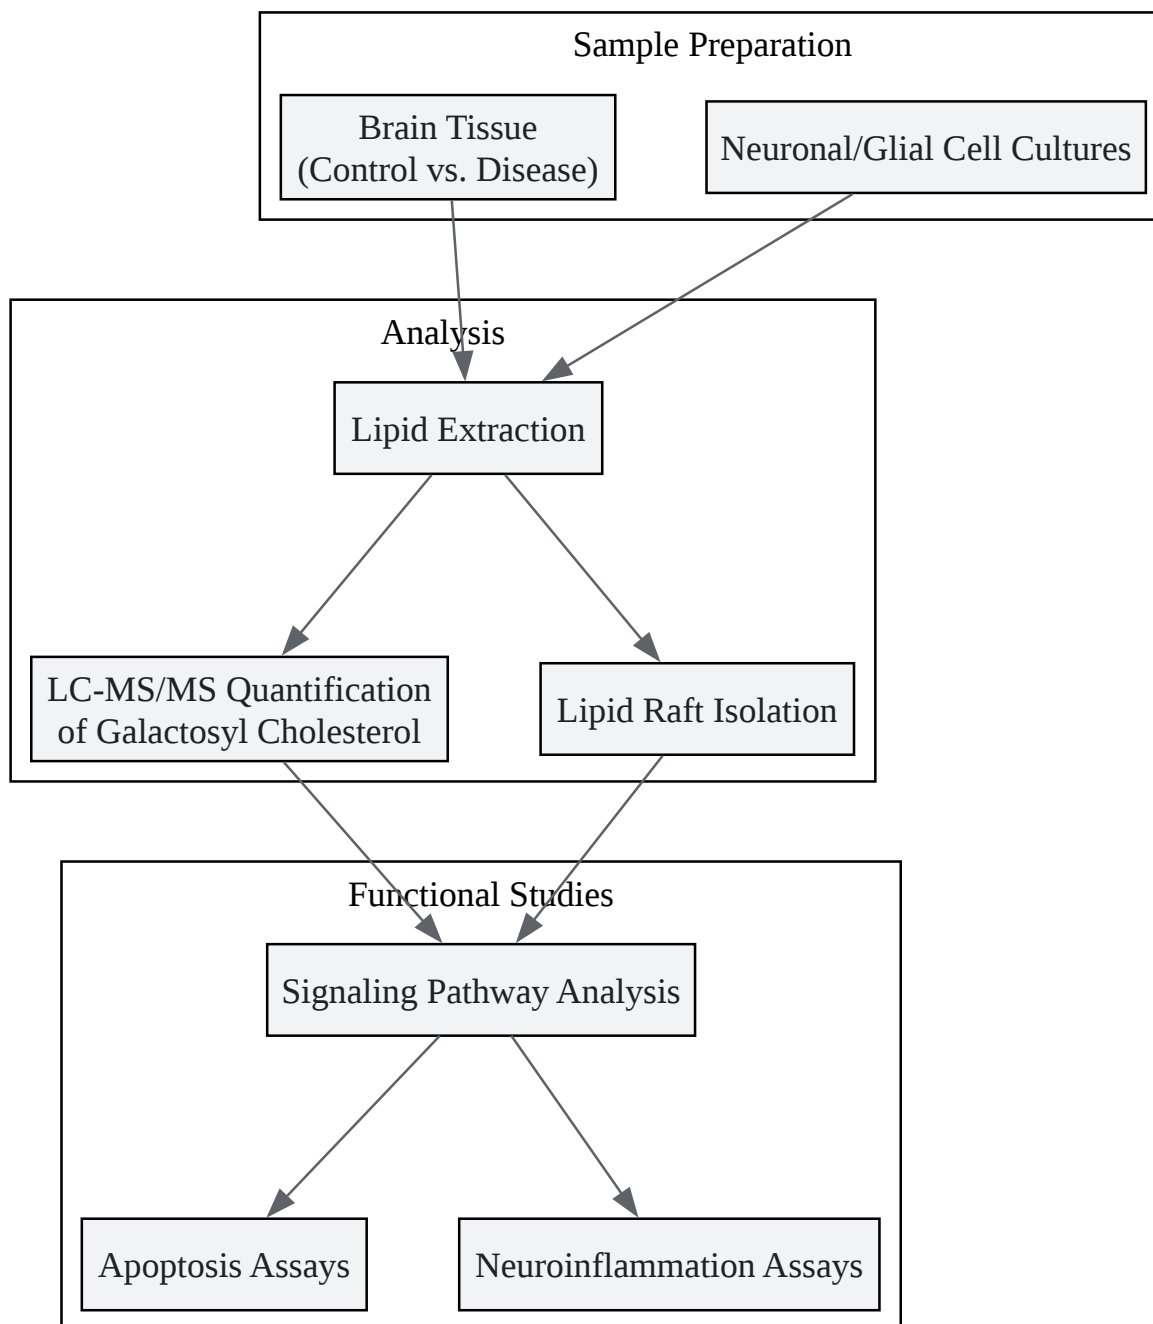 Sample Preparation
Brain Tissue
(Control vs. Disease)
Neuronal/Glial Cell Cultures
Analysis
Lipid Extraction
LC-MS/MS Quantification
of Galactosyl Cholesterol
Lipid Raft Isolation
Functional Studies
Signaling Pathway Analysis
Apoptosis Assays
Neuroinflammation Assays